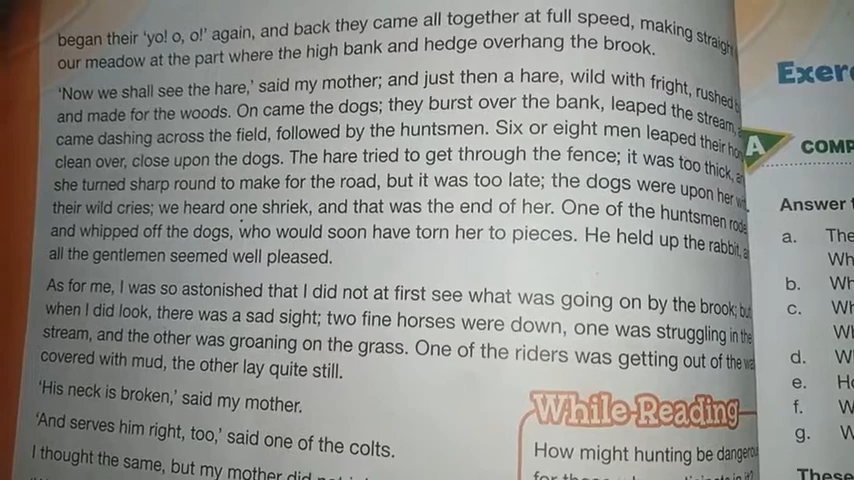 began their 'yo! o, o!' again, and back they came all together at full speed, making straight
our meadow at the part where the high bank and hedge overhang the brook.
'Now we shall see the hare,' said my mother; and just then a hare, wild with fright, rushed
and made for the woods. On came the dogs; they burst over the bank, leaped the stream,
came dashing across the field, followed by the huntsmen. Six or eight men leaped their
clean over, close upon the dogs. The hare tried to get through the fence; it was too thick,
she turned sharp round to make for the road, but it was too late; the dogs were upon her
their wild cries; we heard one shriek, and that was the end of her. One of the huntsmen rode
and whipped off the dogs, who would soon have torn her to pieces. He held up the rabbit,
all the gentlemen seemed well pleased.
As for me, I was so astonished that I did not at first see what was going on by the brook;
when I did look, there was a sad sight; two fine horses were down, one was struggling in the
stream, and the other was groaning on the grass. One of the riders was getting out of the
covered with mud, the other lay quite still.
'His neck is broken,' said my mother.
'And serves him right, too,' said one of the colts.
I thought the same, but my mother did
While-Reading
How might hunting be
for
A
Answer
a. The
b.
c.
d.
e.
f.
g.
These